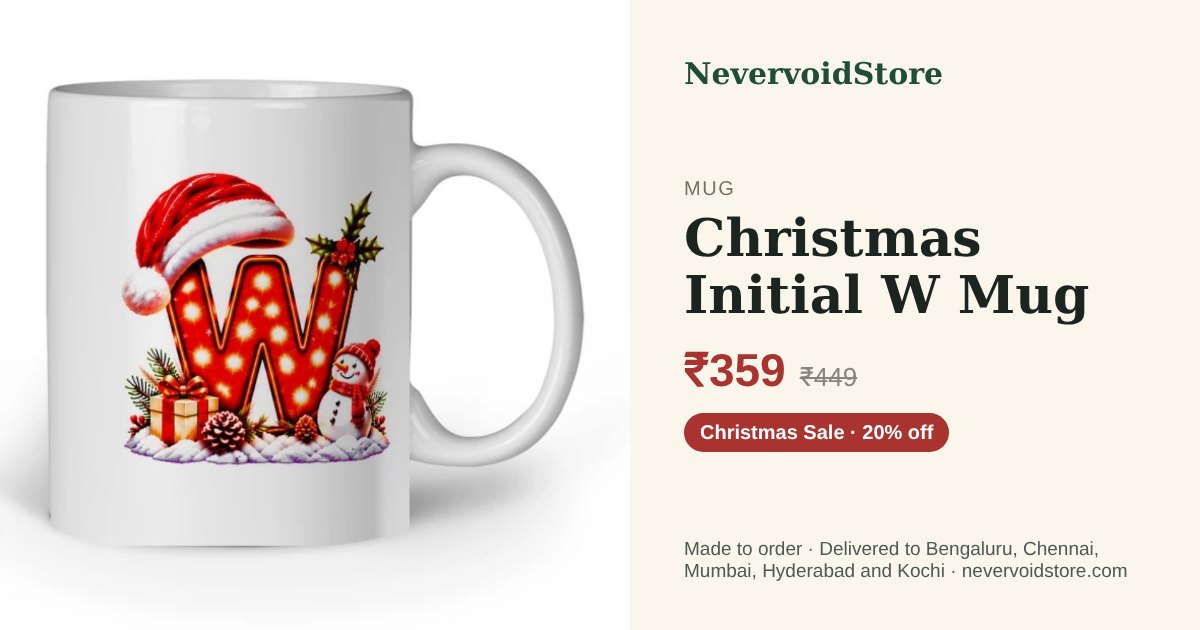 W
NevervoidStore
MUG
Christmas
Initial W Mug
₹359 ₹449
Christmas Sale · 20% off
Made to order · Delivered to Bengaluru, Chennai,
Mumbai, Hyderabad and Kochi · nevervoidstore.com